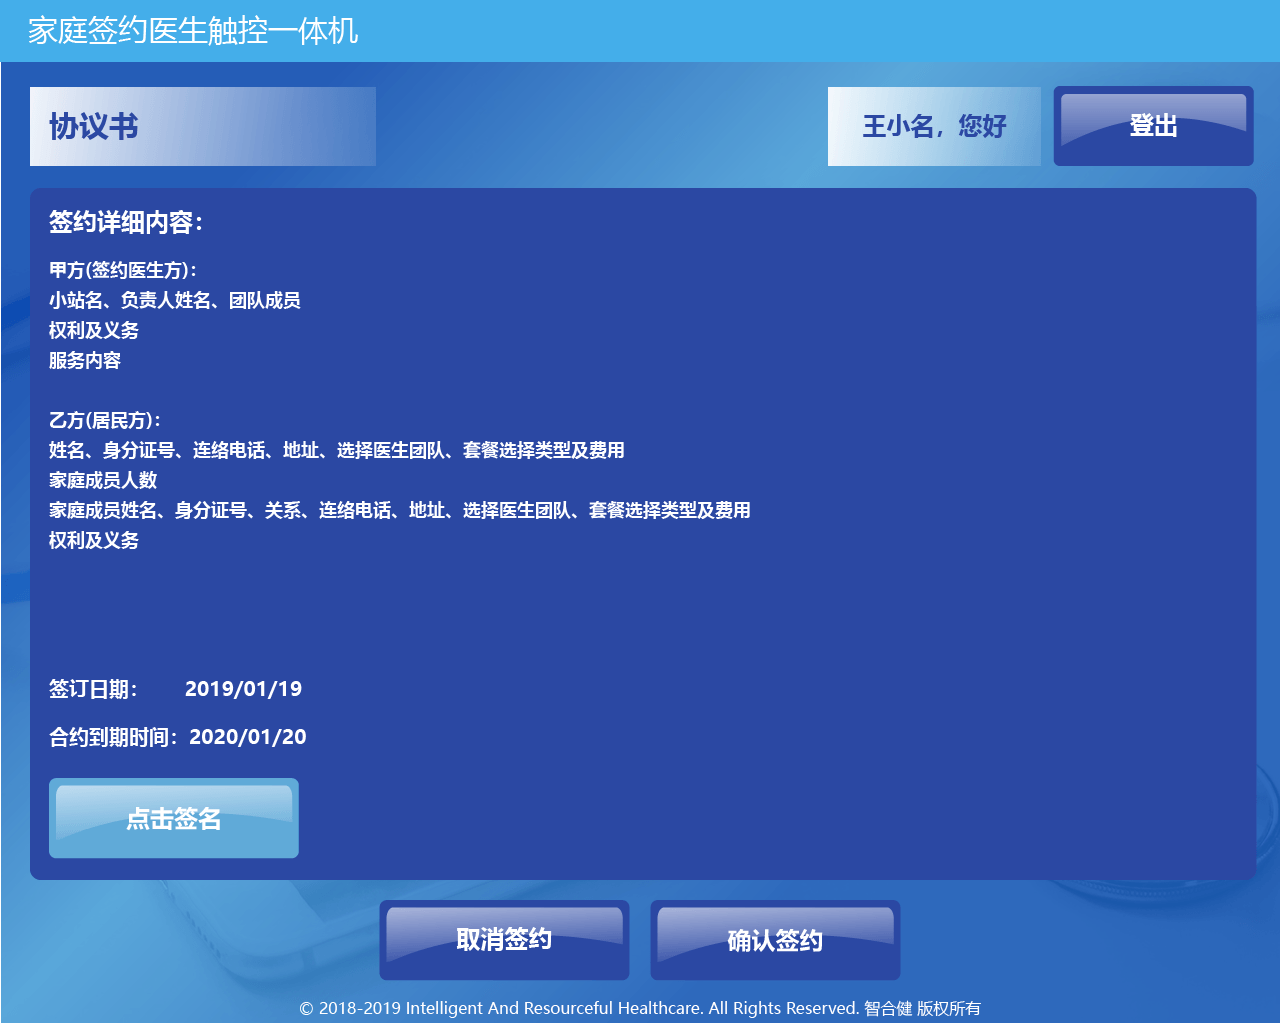 家庭签约医生触控一体机
协议书
王小名，您好
登出
签约详细内容：
甲方(签约医生方)：
小站名、负责人姓名、团队成员
权利及义务
服务内容
乙方(居民方)：
姓名、身分证号、连络电话、地址、选择医生团队、套餐选择类型及费用
家庭成员人数
家庭成员姓名、身分证号、关系、连络电话、地址、选择医生团队、套餐选择类型及费用
权利及义务
签订日期： 2019/01/19
合约到期时间：2020/01/20
点击签名
取消签约
确认签约
© 2018-2019 Intelligent And Resourceful Healthcare. All Rights Reserved. 智合健 版权所有